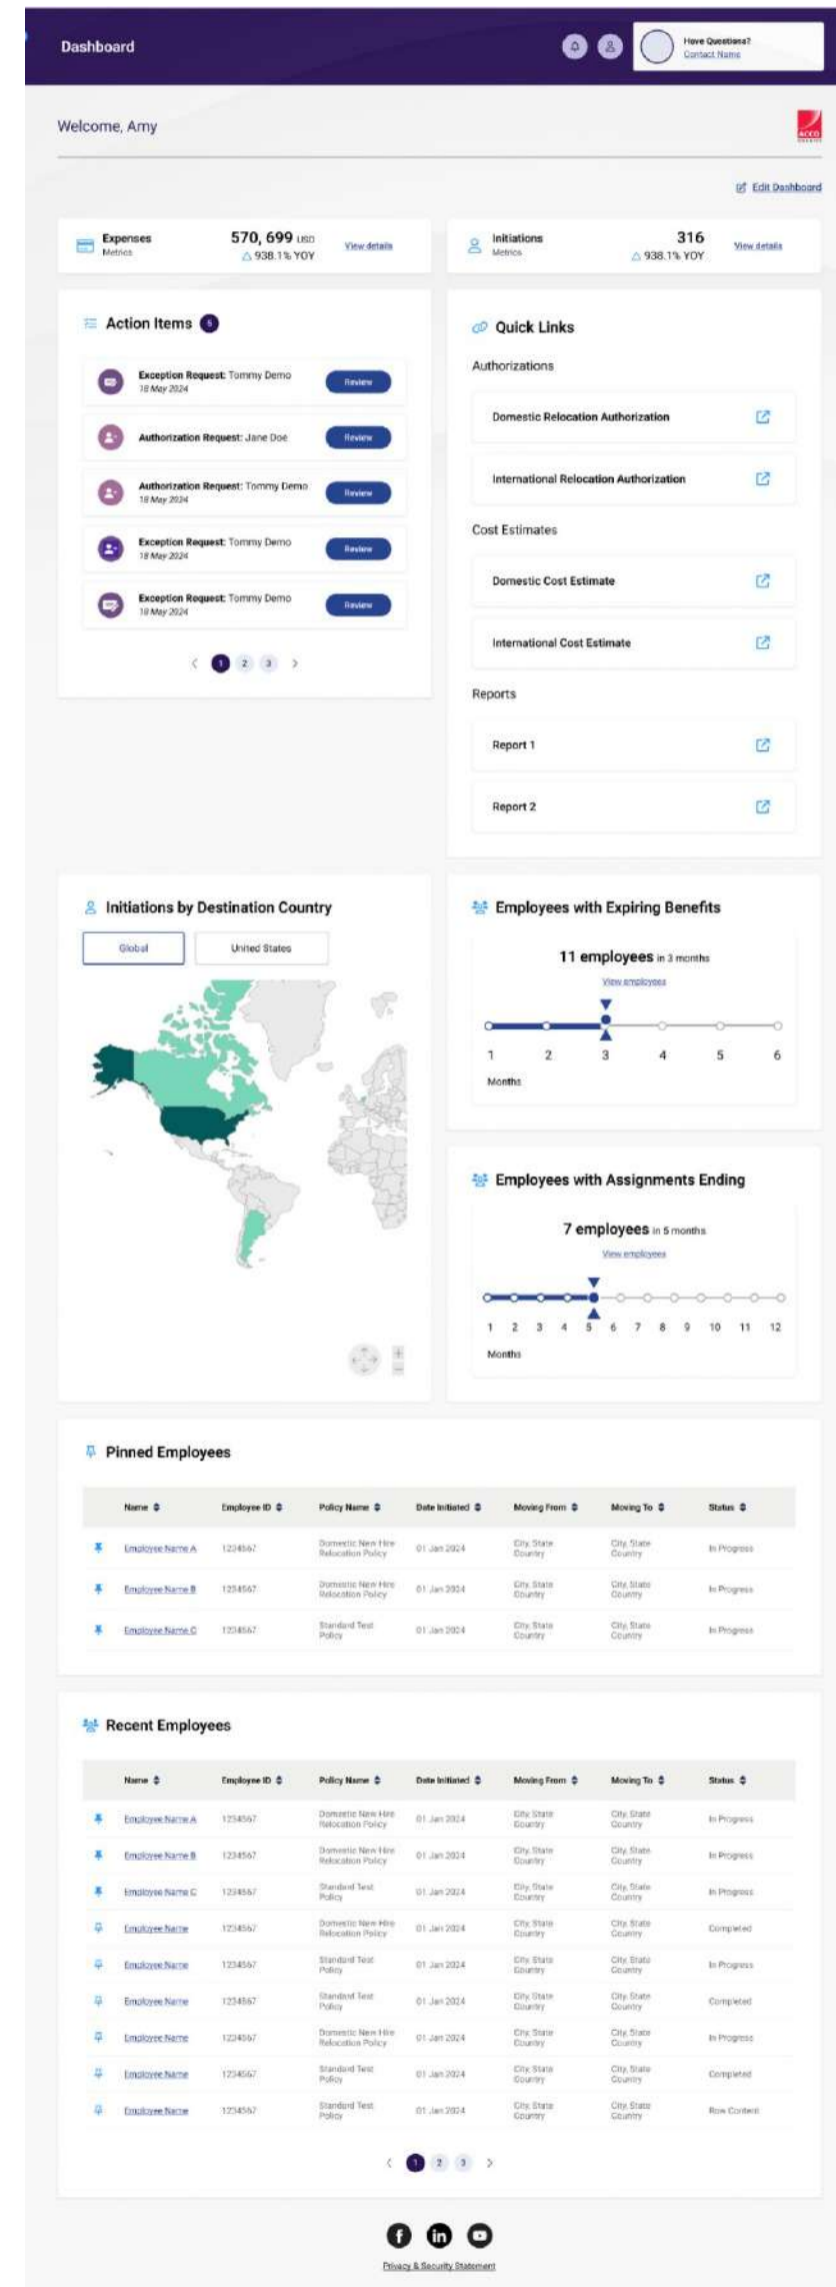 Dashboard
Have Questions?
Contact Name
Welcome, Amy
ACCO
BRANDS
Edit Dashboard
Expenses
Metrics
570, 699 USD
938.1% YOY
View details
Initiations
Metrics
316
938.1% YOY
View details
Action Items 5
Exception Request: Tommy Demo
18 May 2024
Review
Authorization Request: Jane Doe
Review
Authorization Request: Tommy Demo
18 May 2024
Review
Exception Request: Tommy Demo
18 May 2024
Review
Exception Request: Tommy Demo
18 May 2024
Review
1 2 3
Quick Links
Authorizations
Domestic Relocation Authorization
International Relocation Authorization
Cost Estimates
Domestic Cost Estimate
International Cost Estimate
Reports
Report 1
Report 2
Initiations by Destination Country
Global United States
Employees with Expiring Benefits
11 employees in 3 months
View employees
1 2 3 4 5 6
Months
Employees with Assignments Ending
7 employees in 5 months
View employees
1 2 3 4 5 6 7 8 9 10 11 12
Months
Pinned Employees
Name Employee ID Policy Name Date Initiated Moving From Moving To Status
Employee Name A 1234567 Domestic New Hire Relocation Policy 01 Jan 2024 City, State Country City, State Country In Progress
Employee Name B 1234567 Domestic New Hire Relocation Policy 01 Jan 2024 City, State Country City, State Country In Progress
Employee Name C 1234567 Standard Test Policy 01 Jan 2024 City, State Country City, State Country In Progress
Recent Employees
Name Employee ID Policy Name Date Initiated Moving From Moving To Status
Employee Name A 1234567 Domestic New Hire Relocation Policy 01 Jan 2024 City, State Country City, State Country In Progress
Employee Name B 1234567 Domestic New Hire Relocation Policy 01 Jan 2024 City, State Country City, State Country In Progress
Employee Name C 1234567 Standard Test Policy 01 Jan 2024 City, State Country City, State Country In Progress
Employee Name 1234567 Domestic New Hire Relocation Policy 01 Jan 2024 City, State Country City, State Country Completed
Employee Name 1234567 Standard Test Policy 01 Jan 2024 City, State Country City, State Country In Progress
Employee Name 1234567 Standard Test Policy 01 Jan 2024 City, State Country City, State Country Completed
Employee Name 1234567 Domestic New Hire Relocation Policy 01 Jan 2024 City, State Country City, State Country In Progress
Employee Name 1234567 Standard Test Policy 01 Jan 2024 City, State Country City, State Country Completed
Employee Name 1234567 Standard Test Policy 01 Jan 2024 City, State Country City, State Country Row Content
1 2 3
Privacy & Security Statement